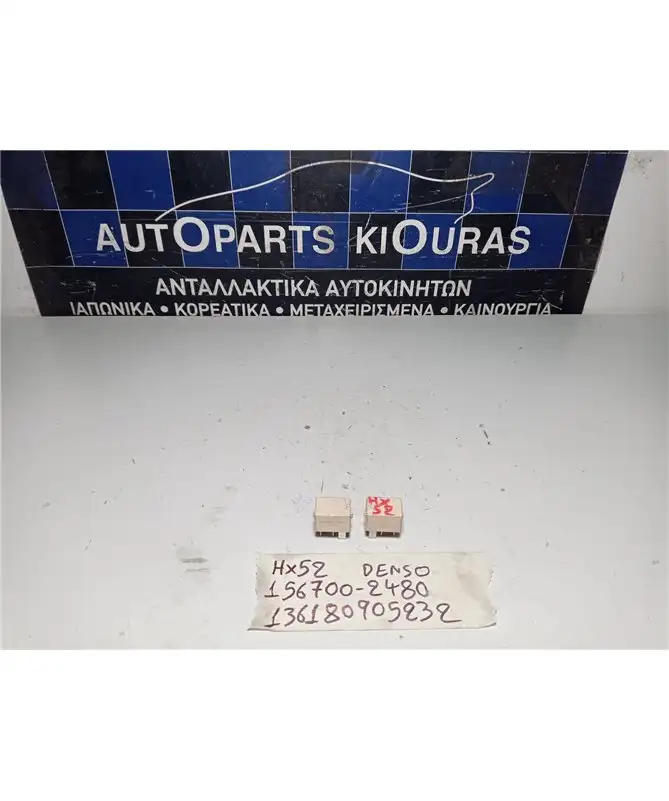 AUTOPARTS KIOURAS
ΑΝΤΑΛΛΑΚΤΙΚΑ ΑΥΤΟΚΙΝΗΤΩΝ
ΙΑΠΩΝΙΚΑ • ΚΟΡΕΑΤΙΚΑ • ΜΕΤΑΧΕΙΡΙΣΜΕΝΑ • ΚΑΙΝΟΥΡΓΙΑ
HX
52
HX52 DENSO
156700-2480
136180905232